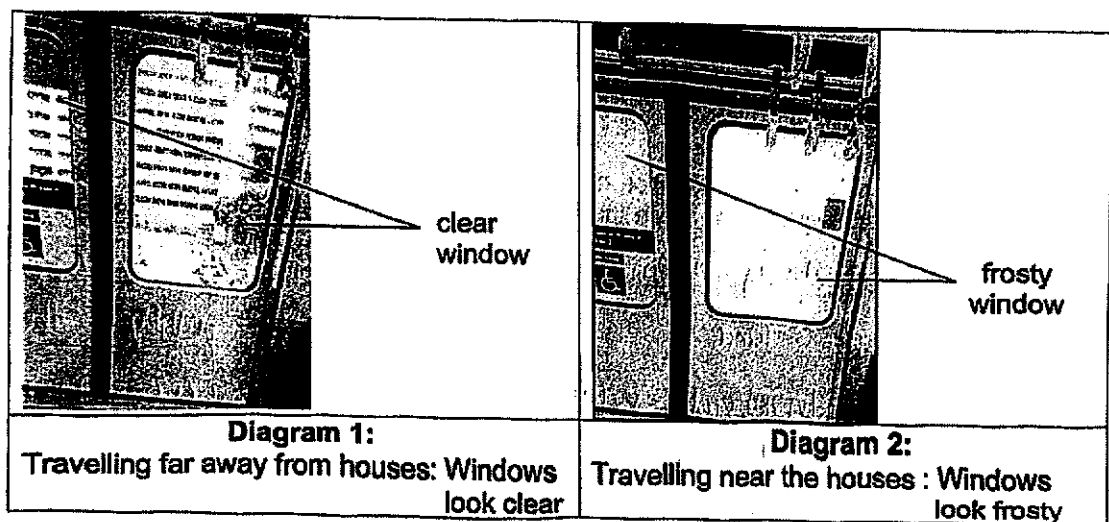 clear
window
frosty
window
Diagram 1:
Travelling far away from houses: Windows
look clear
Diagram 2:
Travelling near the houses : Windows
look frosty